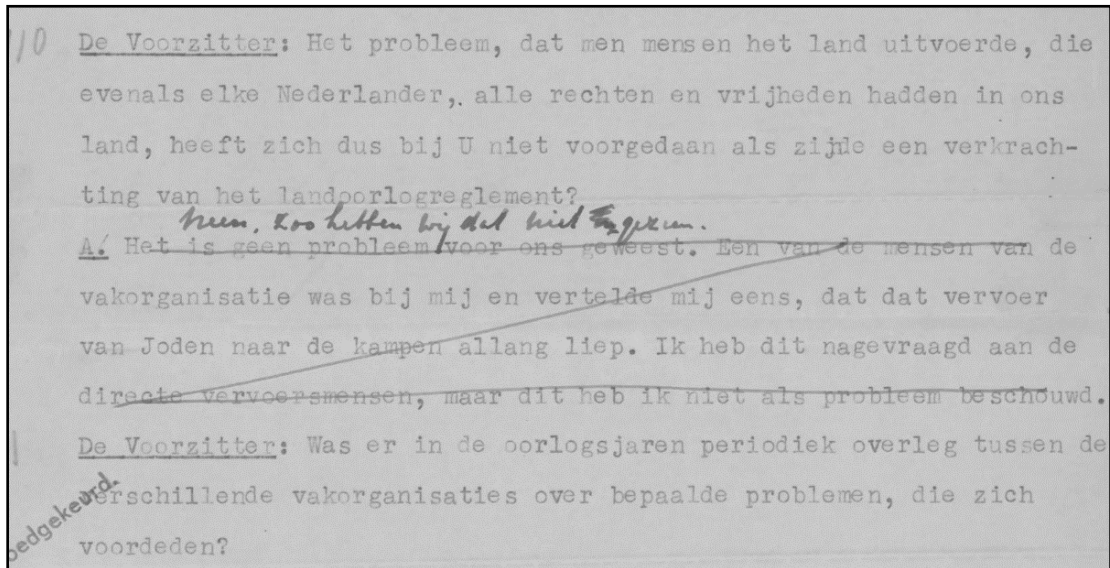 110 De Voorzitter: Het probleem, dat men mensen het land uitvoerde, die
evenals elke Nederlander, alle rechten en vrijheden hadden in ons
land, heeft zich dus bij U niet voorgedaan als zijnde een verkrach-
ting van het landoorlogreglement?
Neen, zoo hebben wij dat niet gezien.
A. Het is geen probleem voor ons geweest. Een van de mensen van de
vakorganisatie was bij mij en vertelde mij eens, dat dat vervoer
van Joden naar de kampen allang liep. Ik heb dit nagevraagd aan de
directe vervoersmensen, maar dit heb ik niet als probleem beschouwd.
De Voorzitter: Was er in de oorlogsjaren periodiek overleg tussen de
verschillende vakorganisaties over bepaalde problemen, die zich
voordeden?
oedgekeurd.